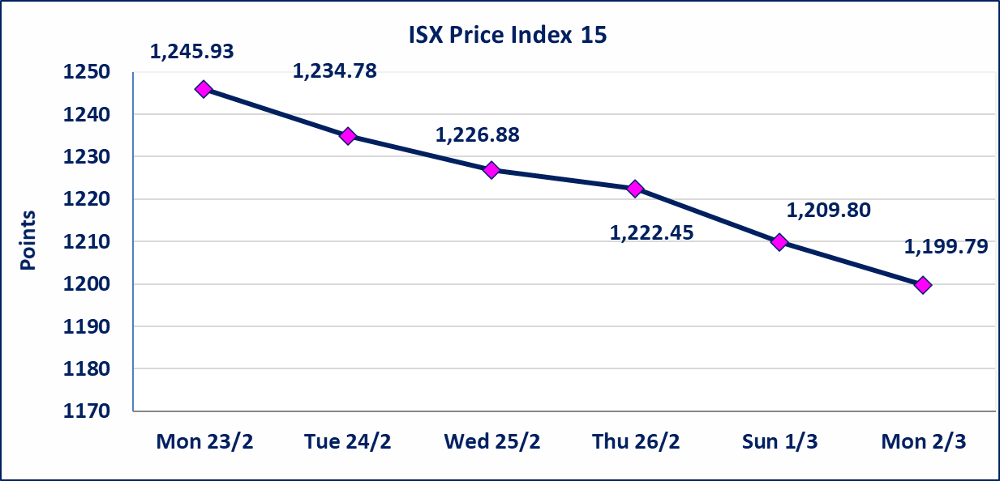 ISX Price Index 15
1,245.93
1,234.78
1,226.88
1,222.45
1,209.80
1,199.79
1250
1240
1230
1220
1210
1200
1190
1180
1170
Points
Mon 23/2
Tue 24/2
Wed 25/2
Thu 26/2
Sun 1/3
Mon 2/3